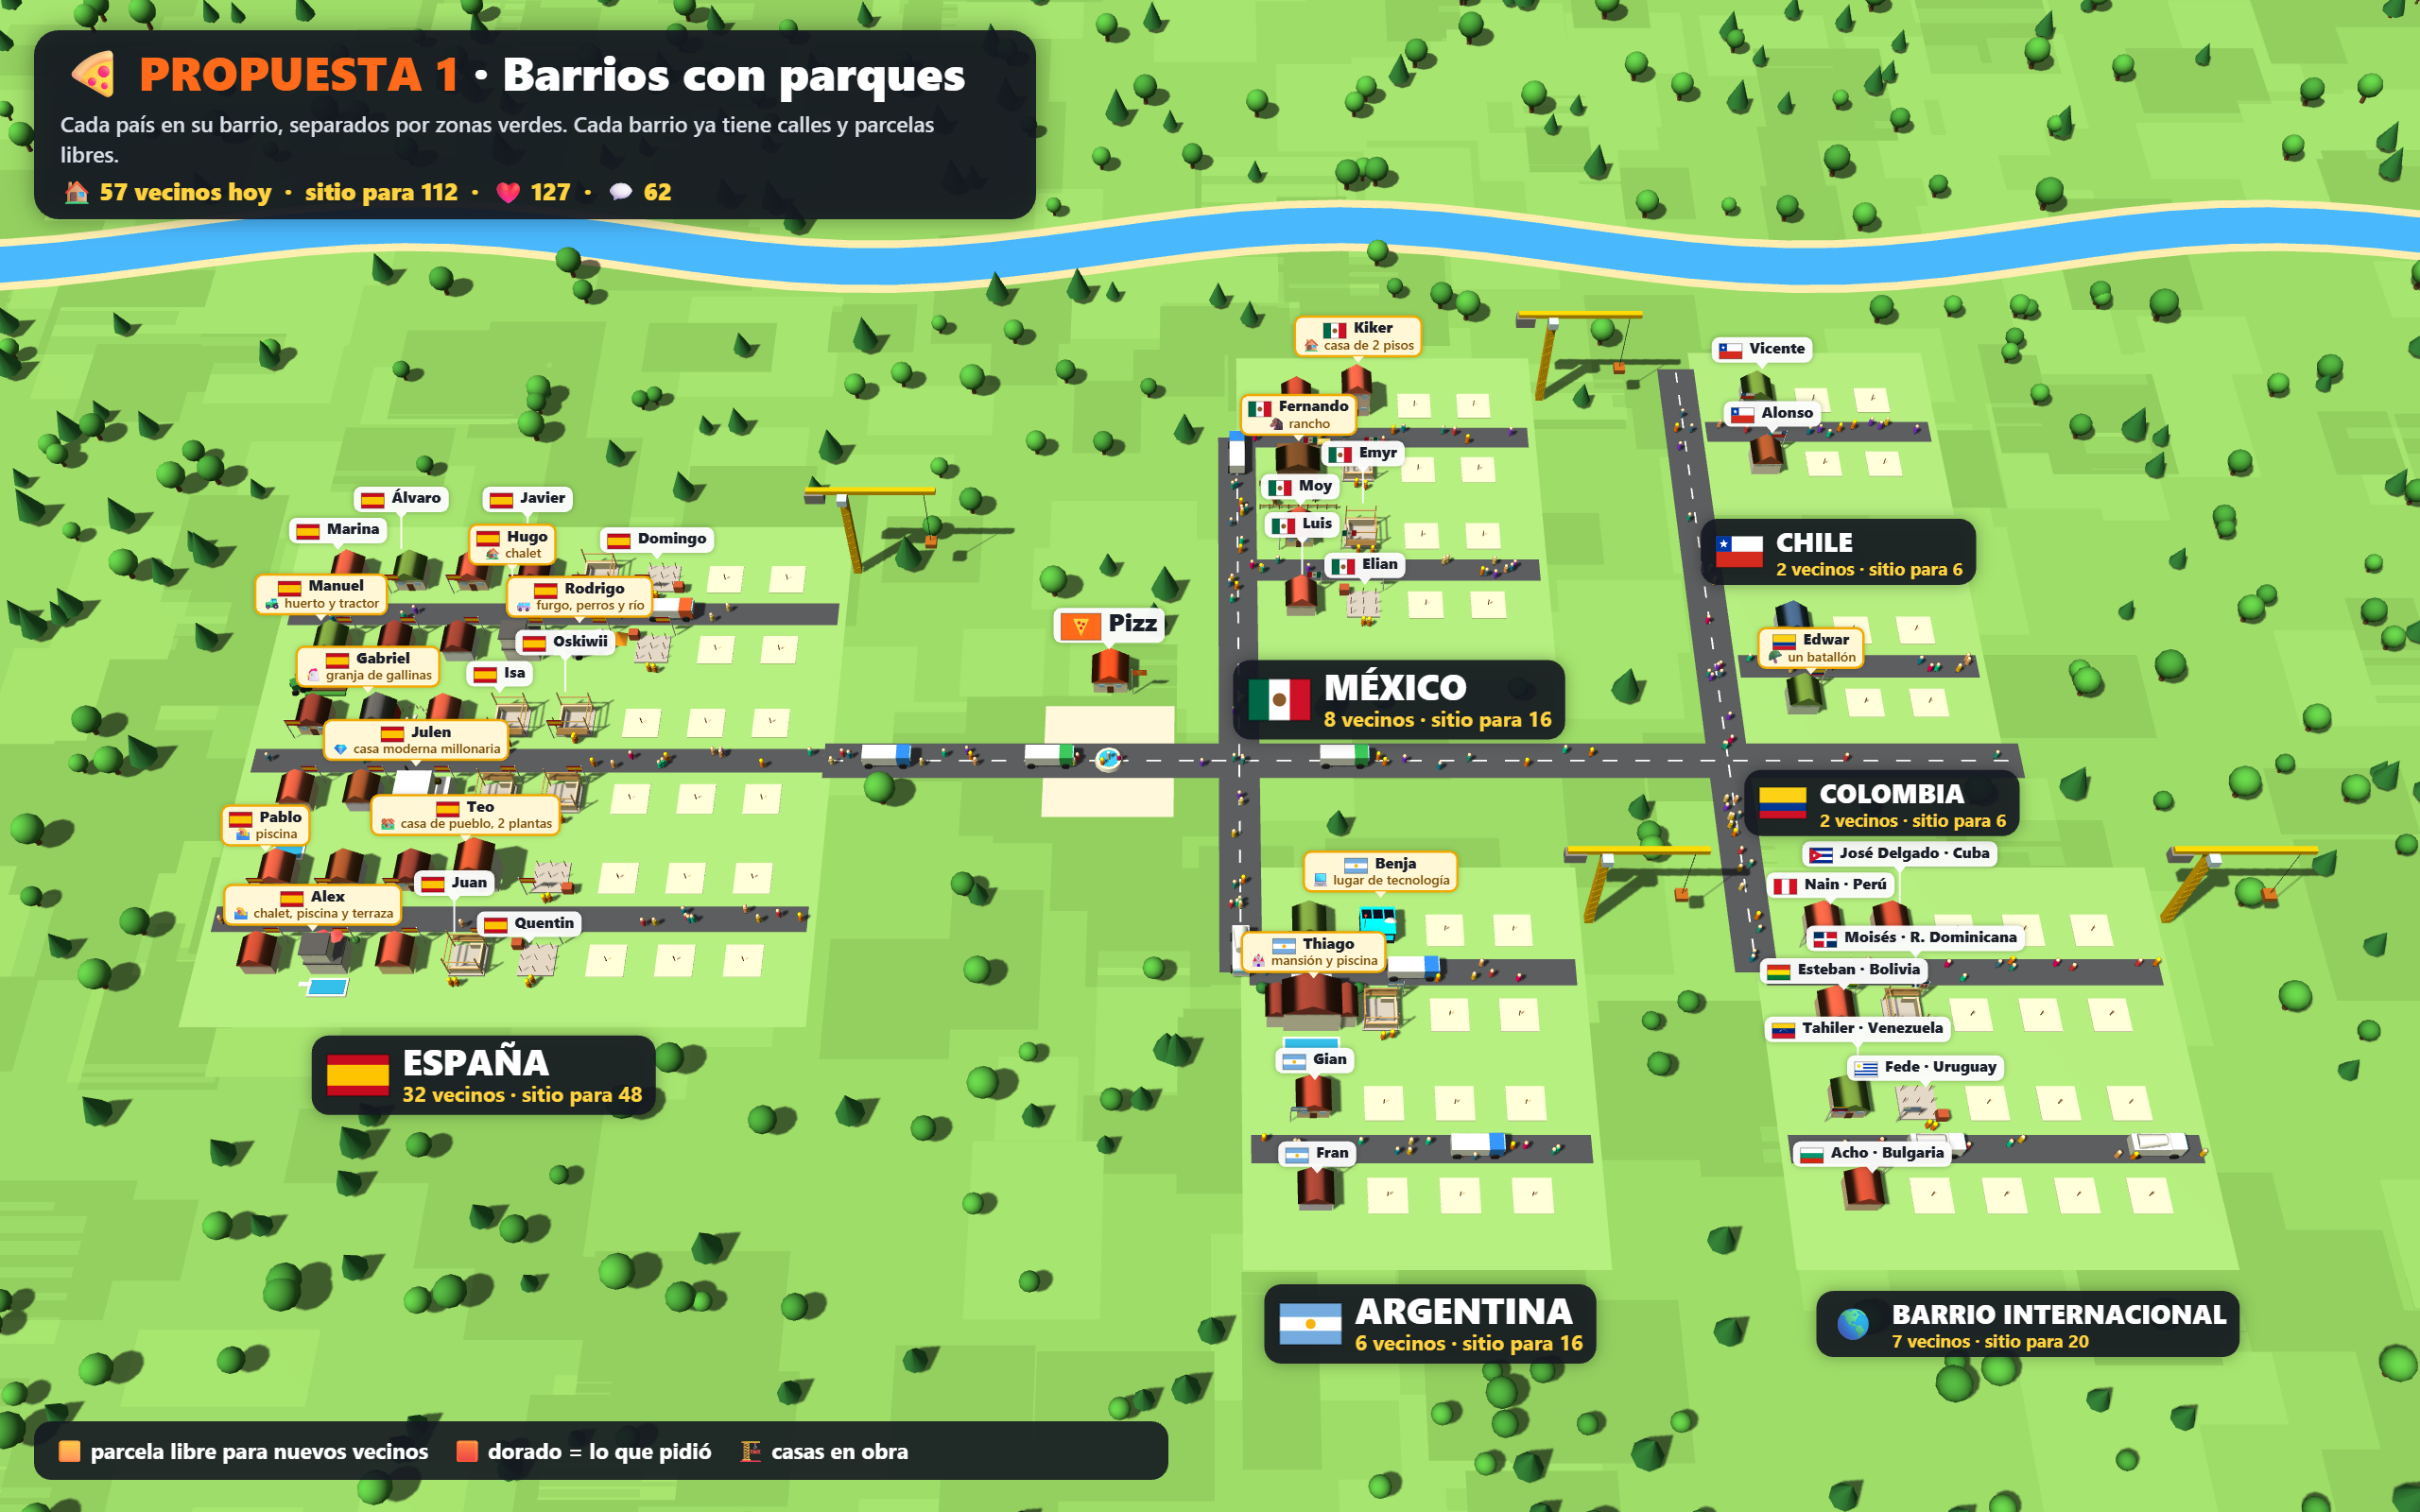 PROPUESTA 1 · Barrios con parques
Cada país en su barrio, separados por zonas verdes. Cada barrio ya tiene calles y parcelas
libres.
57 vecinos hoy · sitio para 112 · 127 · 62
Kiker
casa de 2 pisos
Fernando
rancho
Emyr
Moy
Luis
Elian
Vicente
Alonso
CHILE
2 vecinos · sitio para 6
Álvaro
Javier
Marina
Hugo
chalet
Domingo
Manuel
huerto y tractor
Rodrigo
furgo, perros y río
Oskiwii
Gabriel
granja de gallinas
Isa
Julen
casa moderna millonaria
Pablo
piscina
Teo
casa de pueblo, 2 plantas
Alex
chalet, piscina y terraza
Juan
Quentin
ESPAÑA
32 vecinos · sitio para 48
Pizz
MÉXICO
8 vecinos · sitio para 16
Edwar
un batallón
COLOMBIA
2 vecinos · sitio para 6
José Delgado · Cuba
Nain · Perú
Moisés · R. Dominicana
Esteban · Bolivia
Tahiler · Venezuela
Fede · Uruguay
Acho · Bulgaria
Benja
lugar de tecnología
Thiago
mansión y piscina
Gian
Fran
ARGENTINA
6 vecinos · sitio para 16
BARRIO INTERNACIONAL
7 vecinos · sitio para 20
parcela libre para nuevos vecinos
dorado = lo que pidió
casas en obra